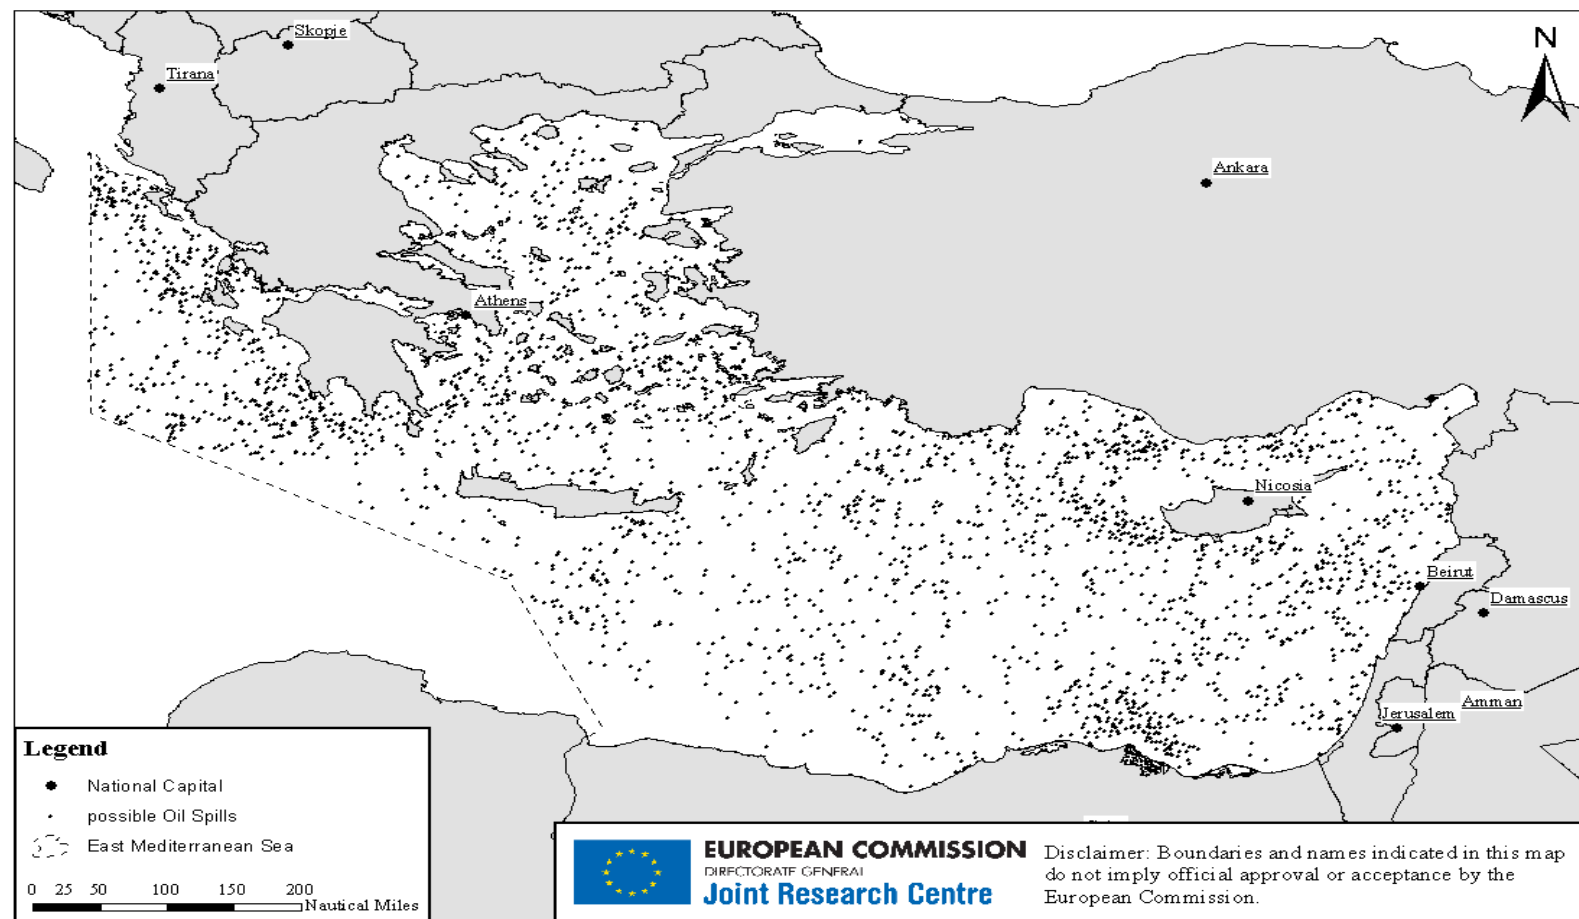 Skopje
N
Tirana
Ankara
Athens
Nicosia
Beirut
Damascus
Amman
Jerusalem
Legend
National Capital
possible Oil Spills
East Mediterranean Sea
0 25 50 100 150 200
Nautical Miles
EUROPEAN COMMISSION
DIRECTORATE GENERAL
Joint Research Centre
Disclaimer: Boundaries and names indicated in this map
do not imply official approval or acceptance by the
European Commission.